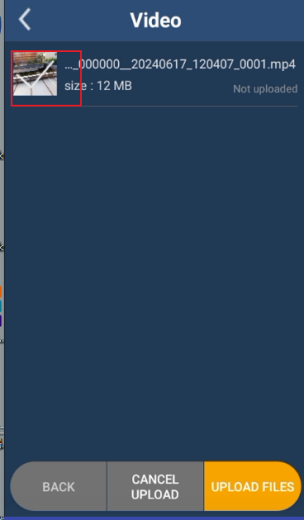 Video
..._000000__20240617_120407_0001.mp4
size : 12 MB
Not uploaded
BACK
CANCEL
UPLOAD
UPLOAD FILES